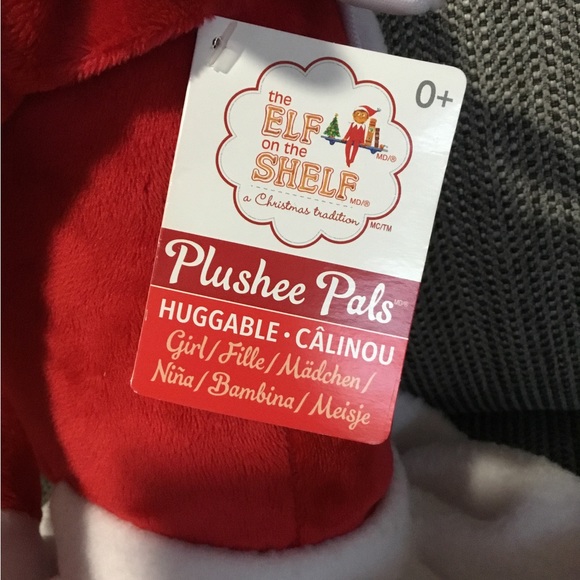 0+
the
ELF
on the
SHELF
MD/®
MD/®
a Christmas tradition
MC/TM
Plushee Pals MD/®
HUGGABLE • CÂLINOU
Girl/Fille/Mädchen/
Niña/Bambina/Meisje